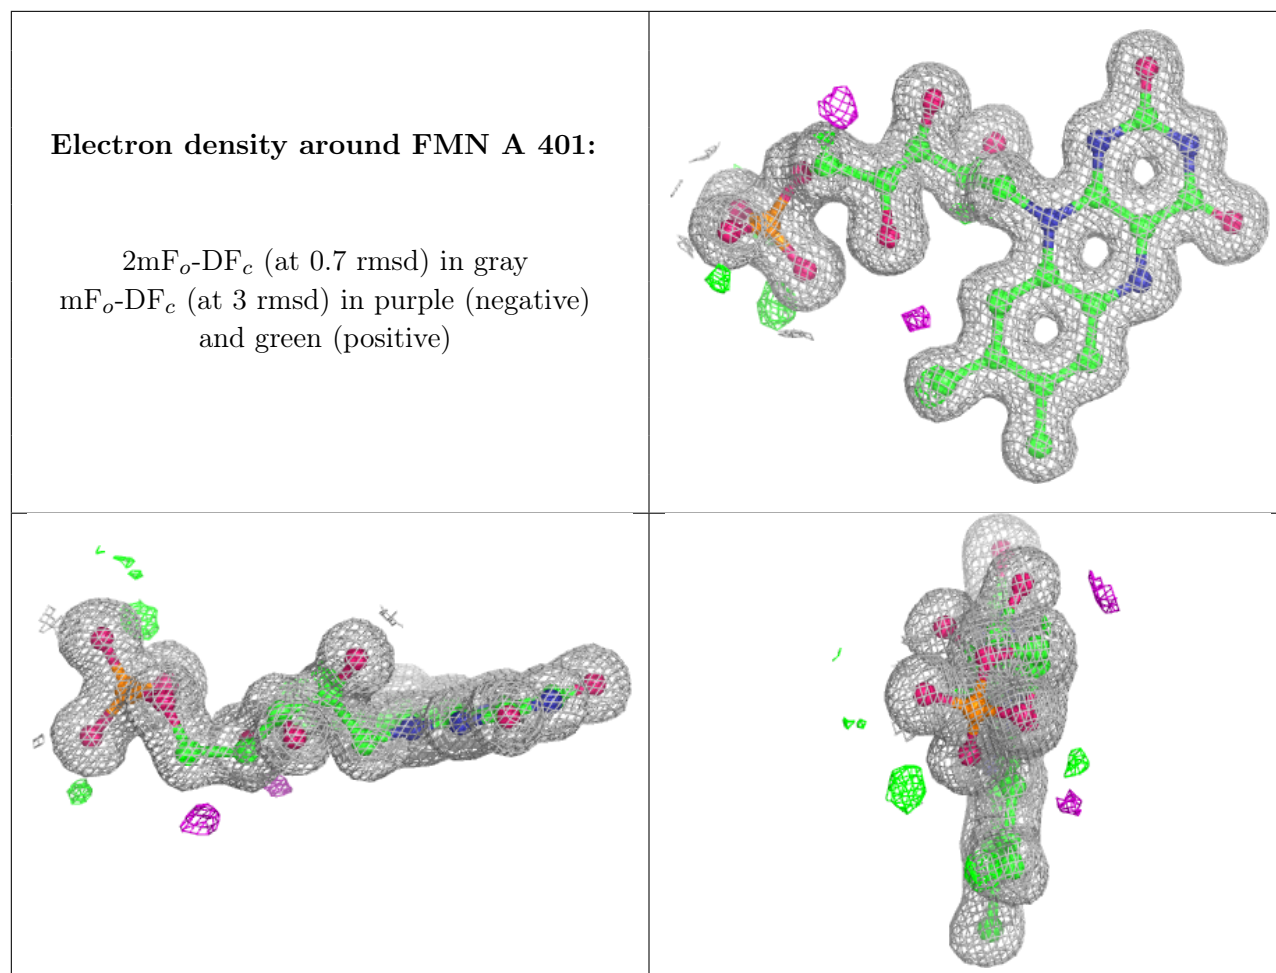 Electron density around FMN A 401:
2mFₒ-DF𝒸 (at 0.7 rmsd) in gray
mFₒ-DF𝒸 (at 3 rmsd) in purple (negative)
and green (positive)